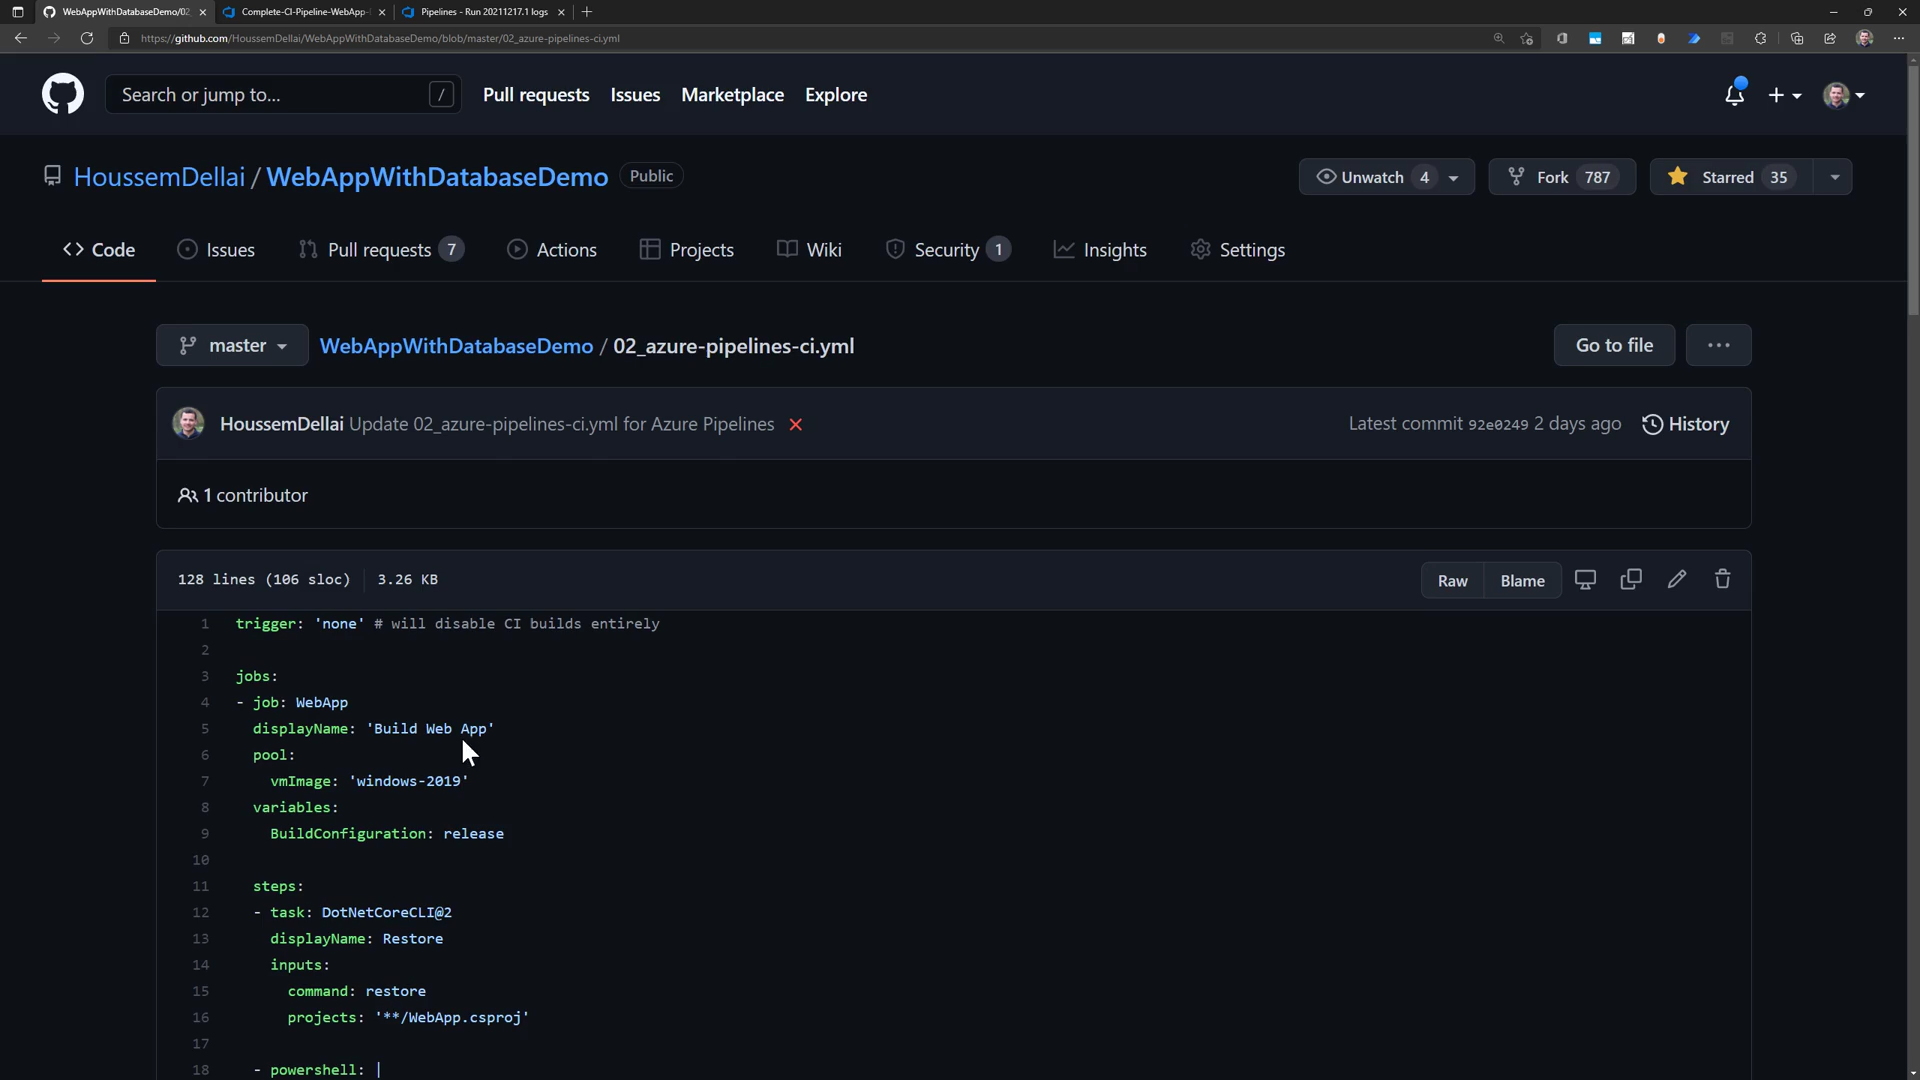 WebAppWithDatabaseDemo/02_
Complete-CI-Pipeline-WebApp-
Pipelines - Run 20211217.1 logs
https://github.com/HoussemDellai/WebAppWithDatabaseDemo/blob/master/02_azure-pipelines-ci.yml
Search or jump to... /
Pull requests Issues Marketplace Explore
HoussemDellai / WebAppWithDatabaseDemo Public
Unwatch 4 Fork 787 Starred 35
<> Code Issues Pull requests 7 Actions Projects Wiki Security 1 Insights Settings
master WebAppWithDatabaseDemo / 02_azure-pipelines-ci.yml Go to file ...
HoussemDellai Update 02_azure-pipelines-ci.yml for Azure Pipelines Latest commit 92e0249 2 days ago History
1 contributor
128 lines (106 sloc) 3.26 KB Raw Blame
1 trigger: 'none' # will disable CI builds entirely
2
3 jobs:
4 - job: WebApp
5 displayName: 'Build Web App'
6 pool:
7 vmImage: 'windows-2019'
8 variables:
9 BuildConfiguration: release
10
11 steps:
12 - task: DotNetCoreCLI@2
13 displayName: Restore
14 inputs:
15 command: restore
16 projects: '**/WebApp.csproj'
17
18 - powershell: |